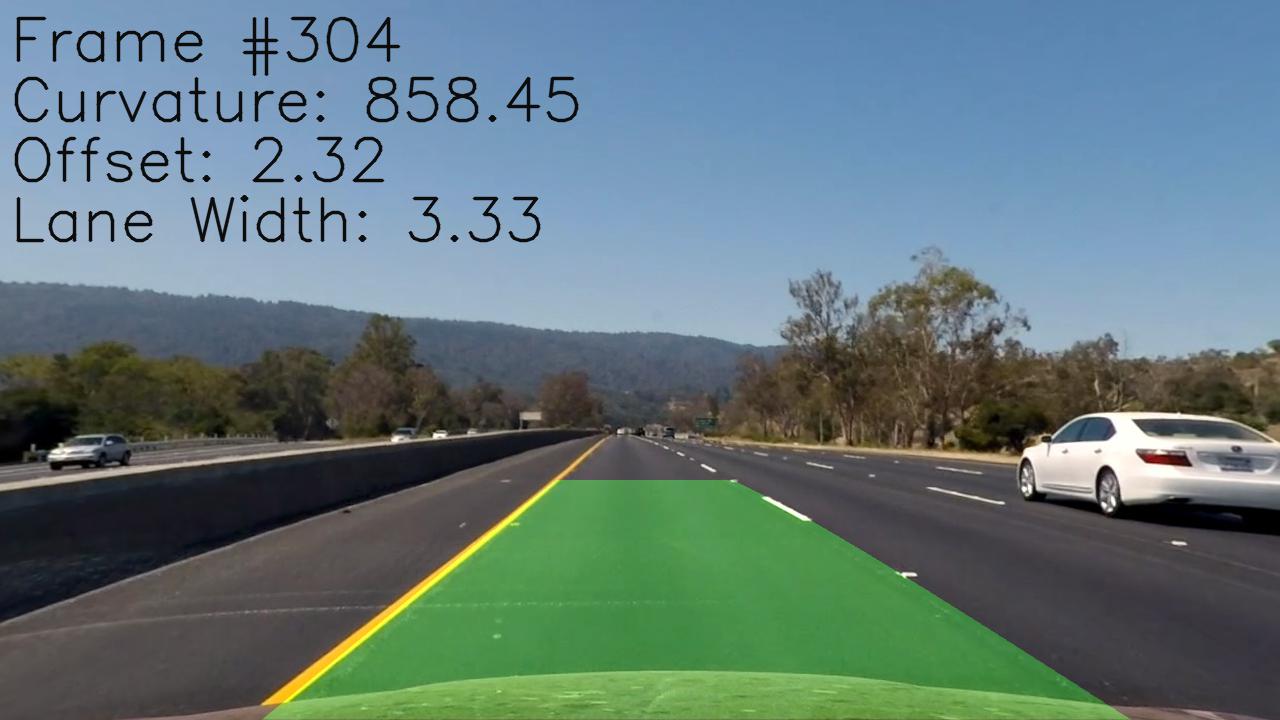 Frame #304
Curvature: 858.45
Offset: 2.32
Lane Width: 3.33